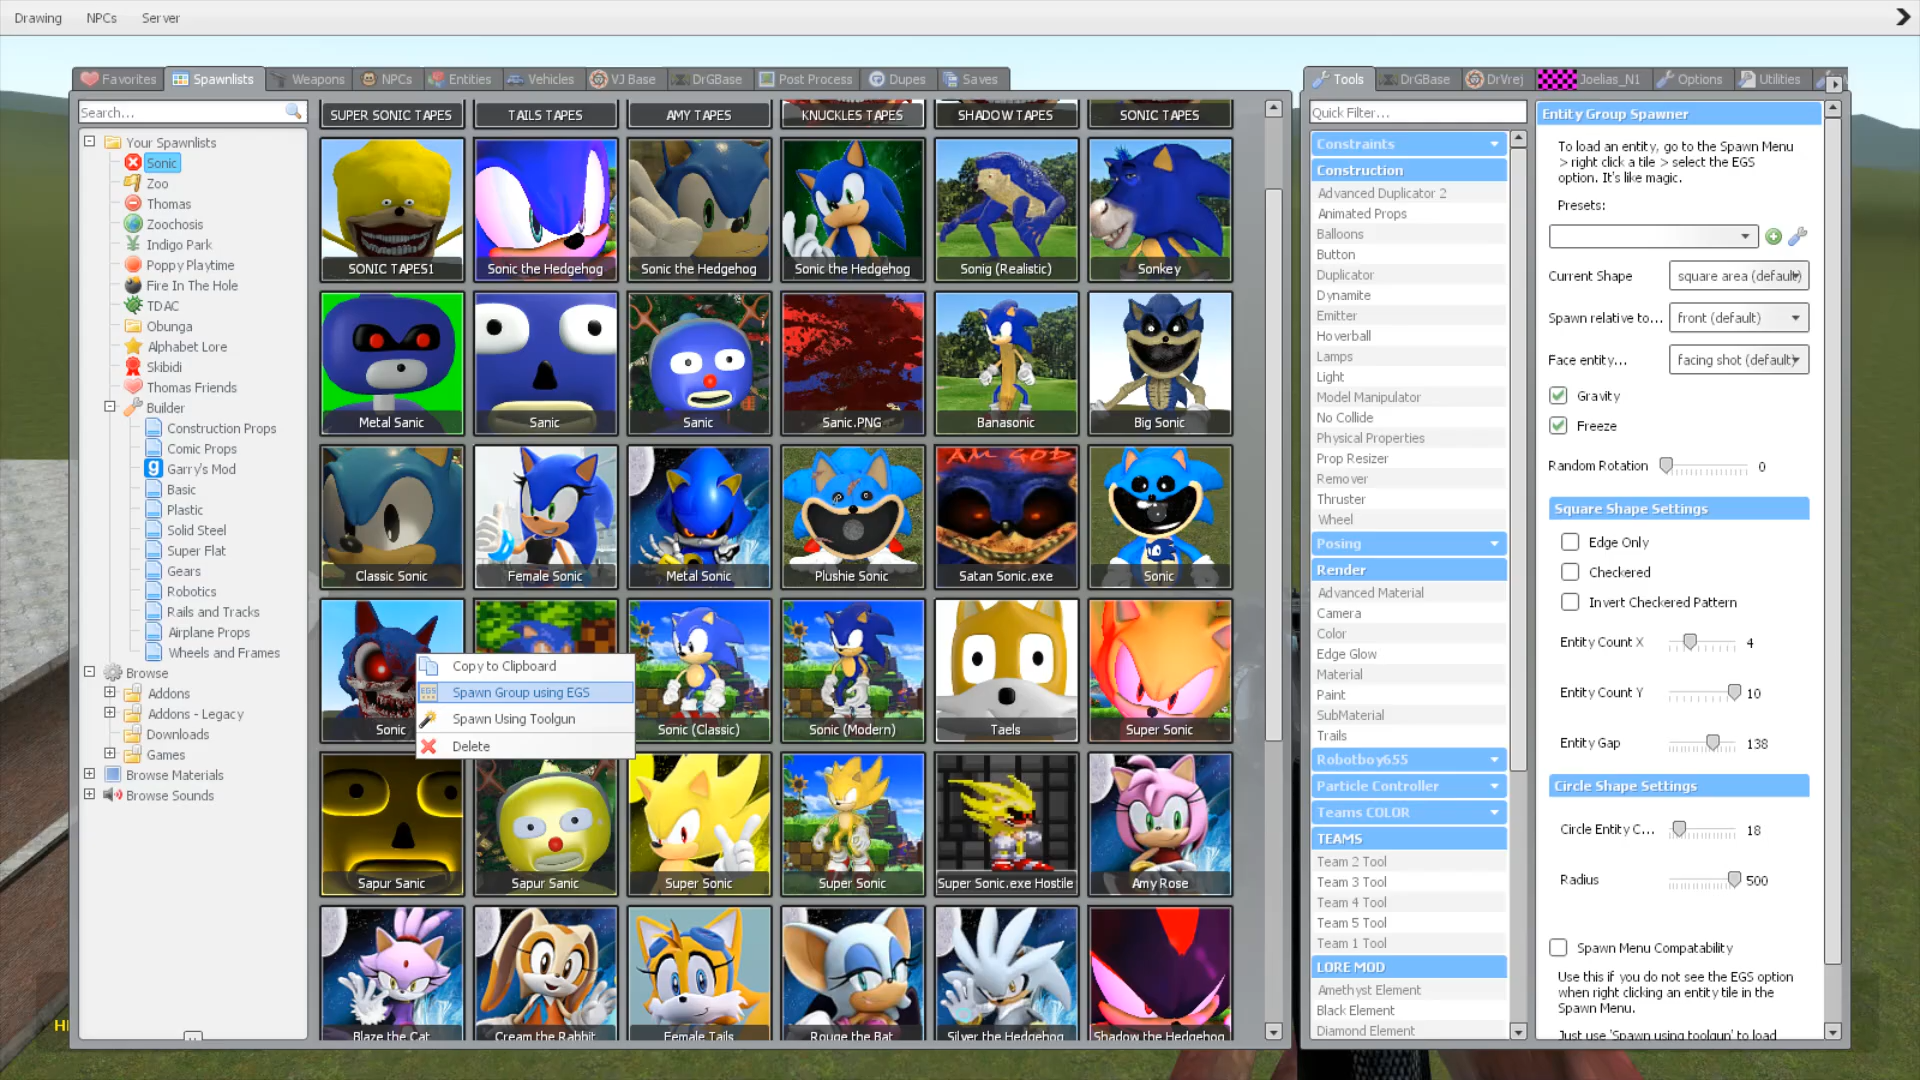 Drawing NPCs Server
Favorites Spawnlists Weapons NPCs Entities Vehicles VJ Base DrGBase Post Process Dupes Saves
Search...
Your Spawnlists
Sonic
Zoo
Thomas
Zoochosis
Indigo Park
Poppy Playtime
Fire In The Hole
TDAC
Obunga
Alphabet Lore
Skibidi
Thomas Friends
Builder
Construction Props
Comic Props
Garry's Mod
Basic
Plastic
Solid Steel
Super Flat
Gears
Robotics
Rails and Tracks
Airplane Props
Wheels and Frames
Browse
Addons
Addons - Legacy
Downloads
Games
Browse Materials
Browse Sounds
SUPER SONIC TAPES TAILS TAPES AMY TAPES KNUCKLES TAPES SHADOW TAPES SONIC TAPES
SONIC TAPES1 Sonic the Hedgehog Sonic the Hedgehog Sonic the Hedgehog Sonig (Realistic) Sonkey
Metal Sanic Sanic Sanic Sanic.PNG Banasonic Big Sonic
AM GOD
Classic Sonic Female Sonic Metal Sonic Plushie Sonic Satan Sonic.exe Sonic
Sonic Sonic (Classic) Sonic (Modern) Taels Super Sonic
Copy to Clipboard
EGS Spawn Group using EGS
Spawn Using Toolgun
Delete
Sapur Sanic Sapur Sanic Super Sonic Super Sonic Super Sonic.exe Hostile Amy Rose
Blaze the Cat Cream the Rabbit Female Tails Rouge the Bat Silver the Hedgehog Shadow the Hedgehog
Tools DrGBase DrVrej Joelias_N1 Options Utilities
Quick Filter...
Constraints
Construction
Advanced Duplicator 2
Animated Props
Balloons
Button
Duplicator
Dynamite
Emitter
Hoverball
Lamps
Light
Model Manipulator
No Collide
Physical Properties
Prop Resizer
Remover
Thruster
Wheel
Posing
Render
Advanced Material
Camera
Color
Edge Glow
Material
Paint
SubMaterial
Trails
Robotboy655
Particle Controller
Teams COLOR
TEAMS
Team 2 Tool
Team 3 Tool
Team 4 Tool
Team 5 Tool
Team 1 Tool
LORE MOD
Amethyst Element
Black Element
Diamond Element
Entity Group Spawner
To load an entity, go to the Spawn Menu
> right click a tile > select the EGS
option. It's like magic.
Presets:
Current Shape square area (default)
Spawn relative to... front (default)
Face entity... facing shot (default)
Gravity
Freeze
Random Rotation 0
Square Shape Settings
Edge Only
Checkered
Invert Checkered Pattern
Entity Count X 4
Entity Count Y 10
Entity Gap 138
Circle Shape Settings
Circle Entity C... 18
Radius 500
Spawn Menu Compatability
Use this if you do not see the EGS option
when right clicking an entity tile in the
Spawn Menu.
Just use 'Spawn using toolgun' to load